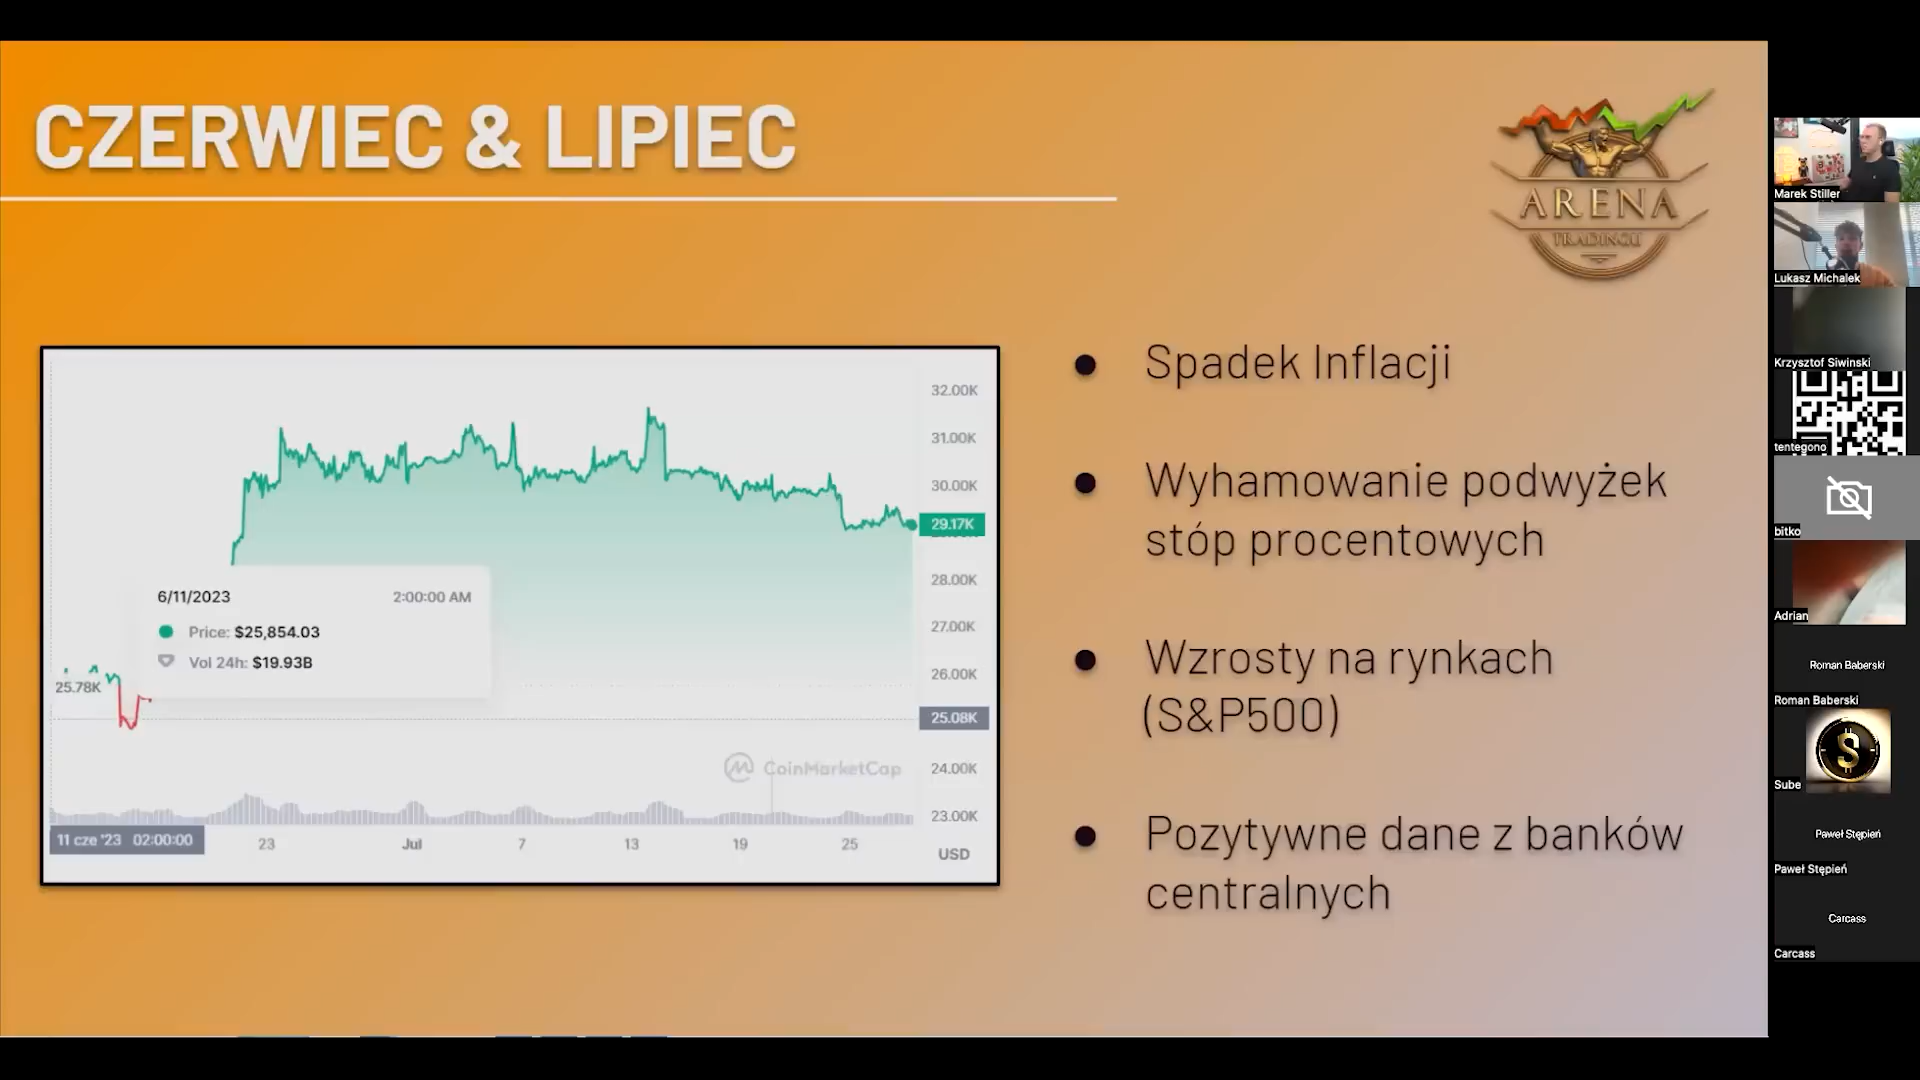 CZERWIEC & LIPIEC
ARENA
TRADINGU
32.00K
31.00K
30.00K
29.17K
28.00K
27.00K
26.00K
25.08K
24.00K
23.00K
USD
6/11/2023 2:00:00 AM
Price: $25,854.03
Vol 24h: $19.93B
25.78K
CoinMarketCap
11 cze '23 02:00:00 23 Jul 7 13 19 25
Spadek Inflacji
Wyhamowanie podwyżek
stóp procentowych
Wzrosty na rynkach
(S&P500)
Pozytywne dane z banków
centralnych
Marek Stiller
Lukasz Michalek
Krzysztof Siwinski
tentegono
bitko
Adrian
Roman Baberski
Roman Baberski
Sube
Paweł Stępień
Paweł Stępień
Carcass
Carcass